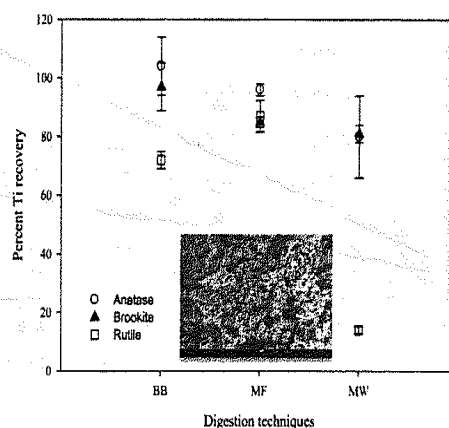 120
100
80
60
40
20
0
Percent Ti recovery
Anatase
Brookite
Rutile
BB MF MW
Digestion techniques